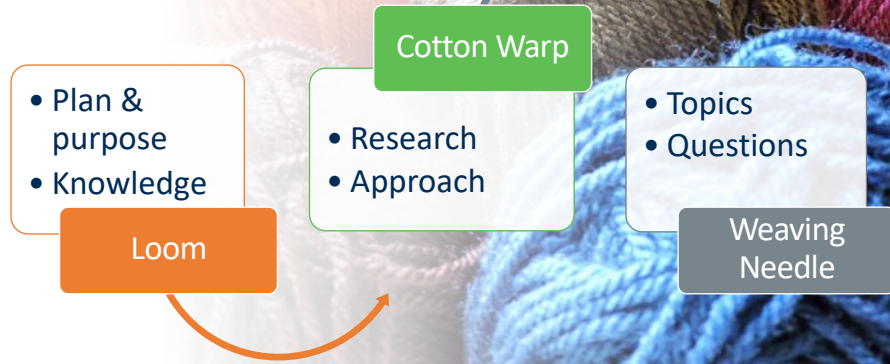 • Plan &
purpose
• Knowledge
Loom
Cotton Warp
• Research
• Approach
• Topics
• Questions
Weaving
Needle